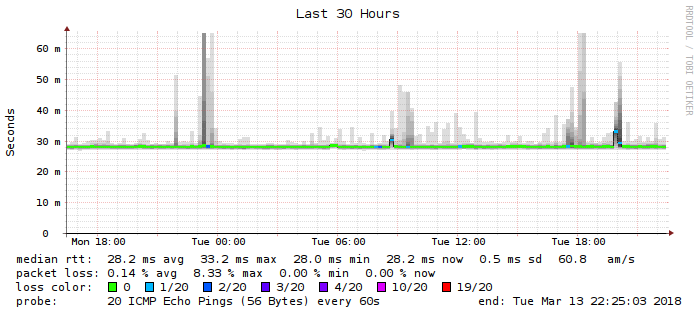 Last 30 Hours
RRDTOOL / TOBI OETIKER
Seconds
60 m
50 m
40 m
30 m
20 m
10 m
0
Mon 18:00 Tue 00:00 Tue 06:00 Tue 12:00 Tue 18:00
median rtt: 28.2 ms avg 33.2 ms max 28.0 ms min 28.2 ms now 0.5 ms sd 60.8 am/s
packet loss: 0.14 % avg 8.33 % max 0.00 % min 0.00 % now
loss color: 0 1/20 2/20 3/20 4/20 10/20 19/20
probe: 20 ICMP Echo Pings (56 Bytes) every 60s end: Tue Mar 13 22:25:03 2018